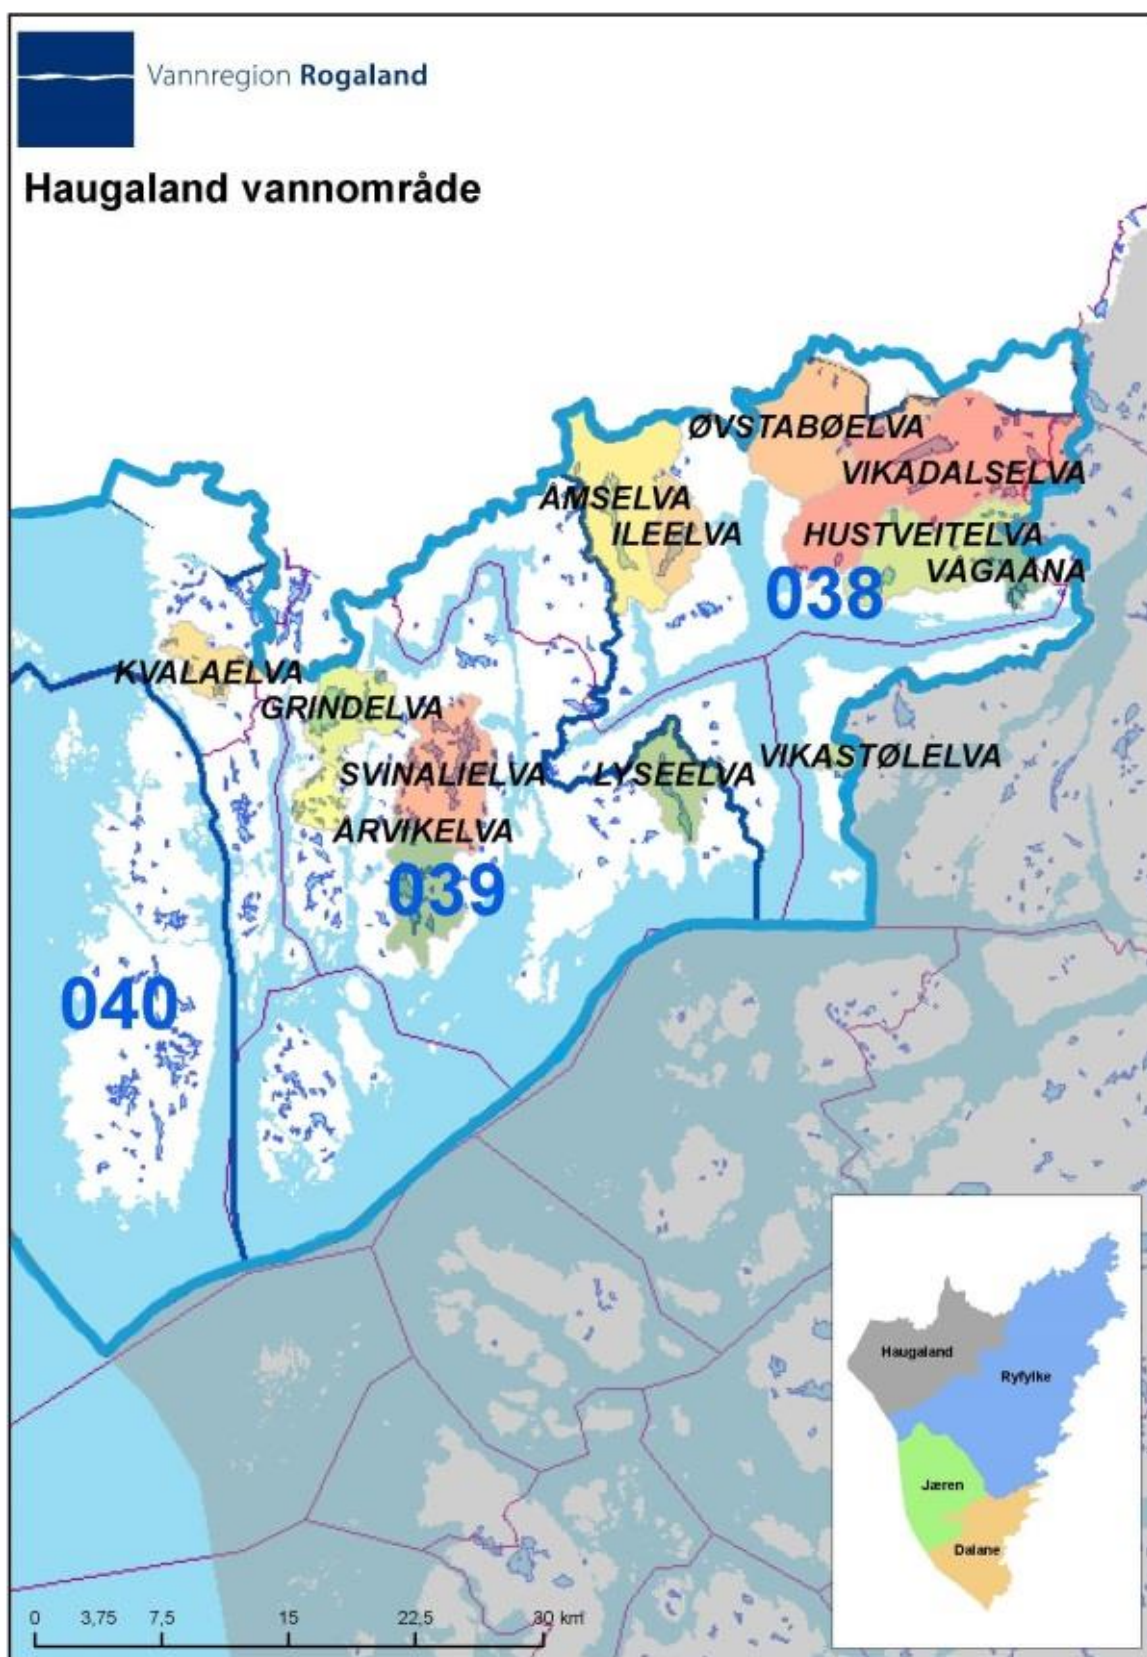 Vannregion Rogaland
Haugaland vannområde
ØVSTABØELVA
VIKADALSELVA
ÅMSELVA
ILEELVA
HUSTVEITELVA
VÅGAÅNA
038
KVALAELVA
GRINDELVA
SVINALIELVA
LYSEELVA
VIKASTØLELVA
ARVIKELVA
039
040
Haugaland
Ryfylke
Jæren
Dalane
0 3,75 7,5 15 22,5 30 km